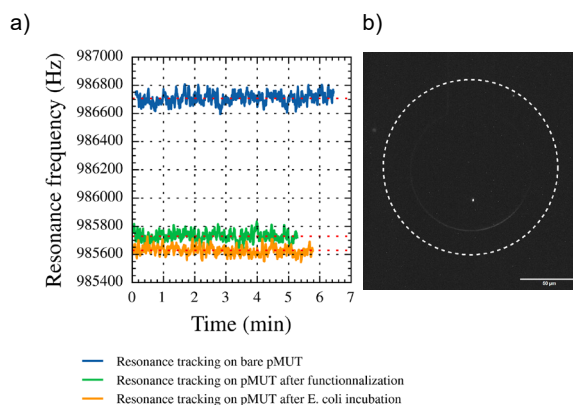 a)
b)
Resonance frequency (Hz)
987000
986800
986600
986400
986200
986000
985800
985600
985400
0 1 2 3 4 5 6 7
Time (min)
50 µm
Resonance tracking on bare pMUT
Resonance tracking on pMUT after functionnalization
Resonance tracking on pMUT after E. coli incubation